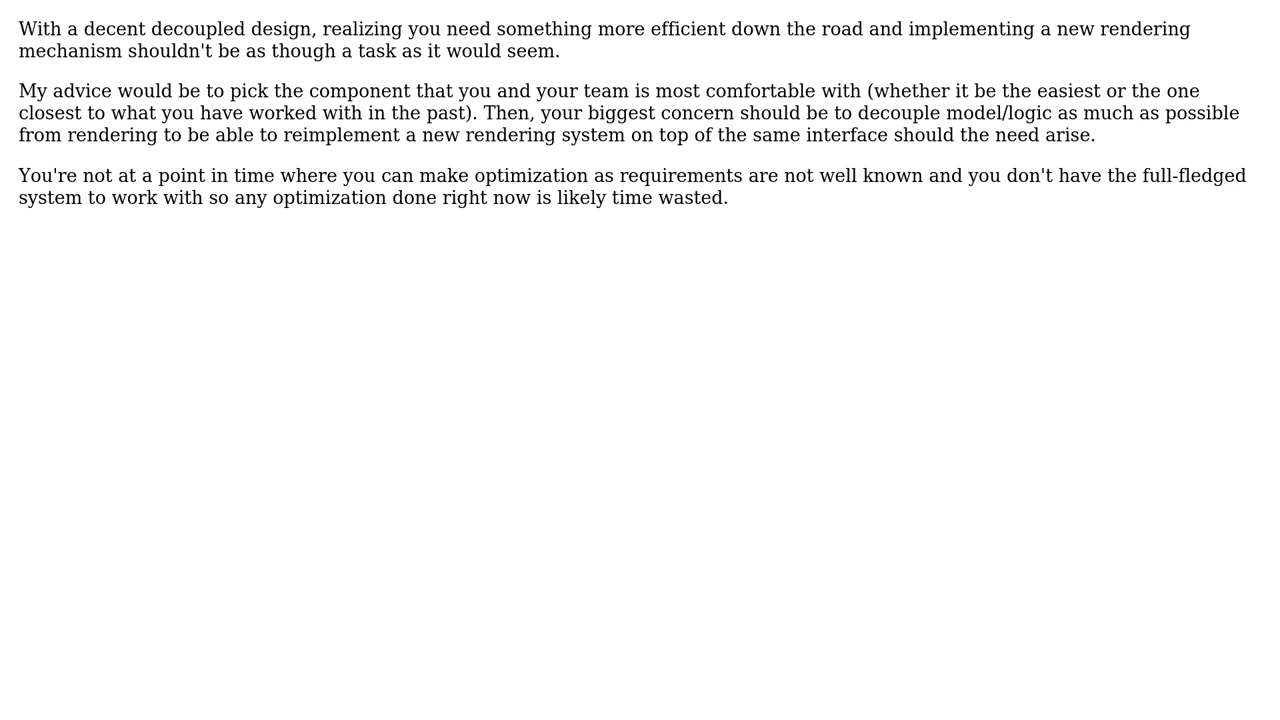 With a decent decoupled design, realizing you need something more efficient down the road and implementing a new rendering
mechanism shouldn't be as though a task as it would seem.
My advice would be to pick the component that you and your team is most comfortable with (whether it be the easiest or the one
closest to what you have worked with in the past). Then, your biggest concern should be to decouple model/logic as much as possible
from rendering to be able to reimplement a new rendering system on top of the same interface should the need arise.
You're not at a point in time where you can make optimization as requirements are not well known and you don't have the full-fledged
system to work with so any optimization done right now is likely time wasted.